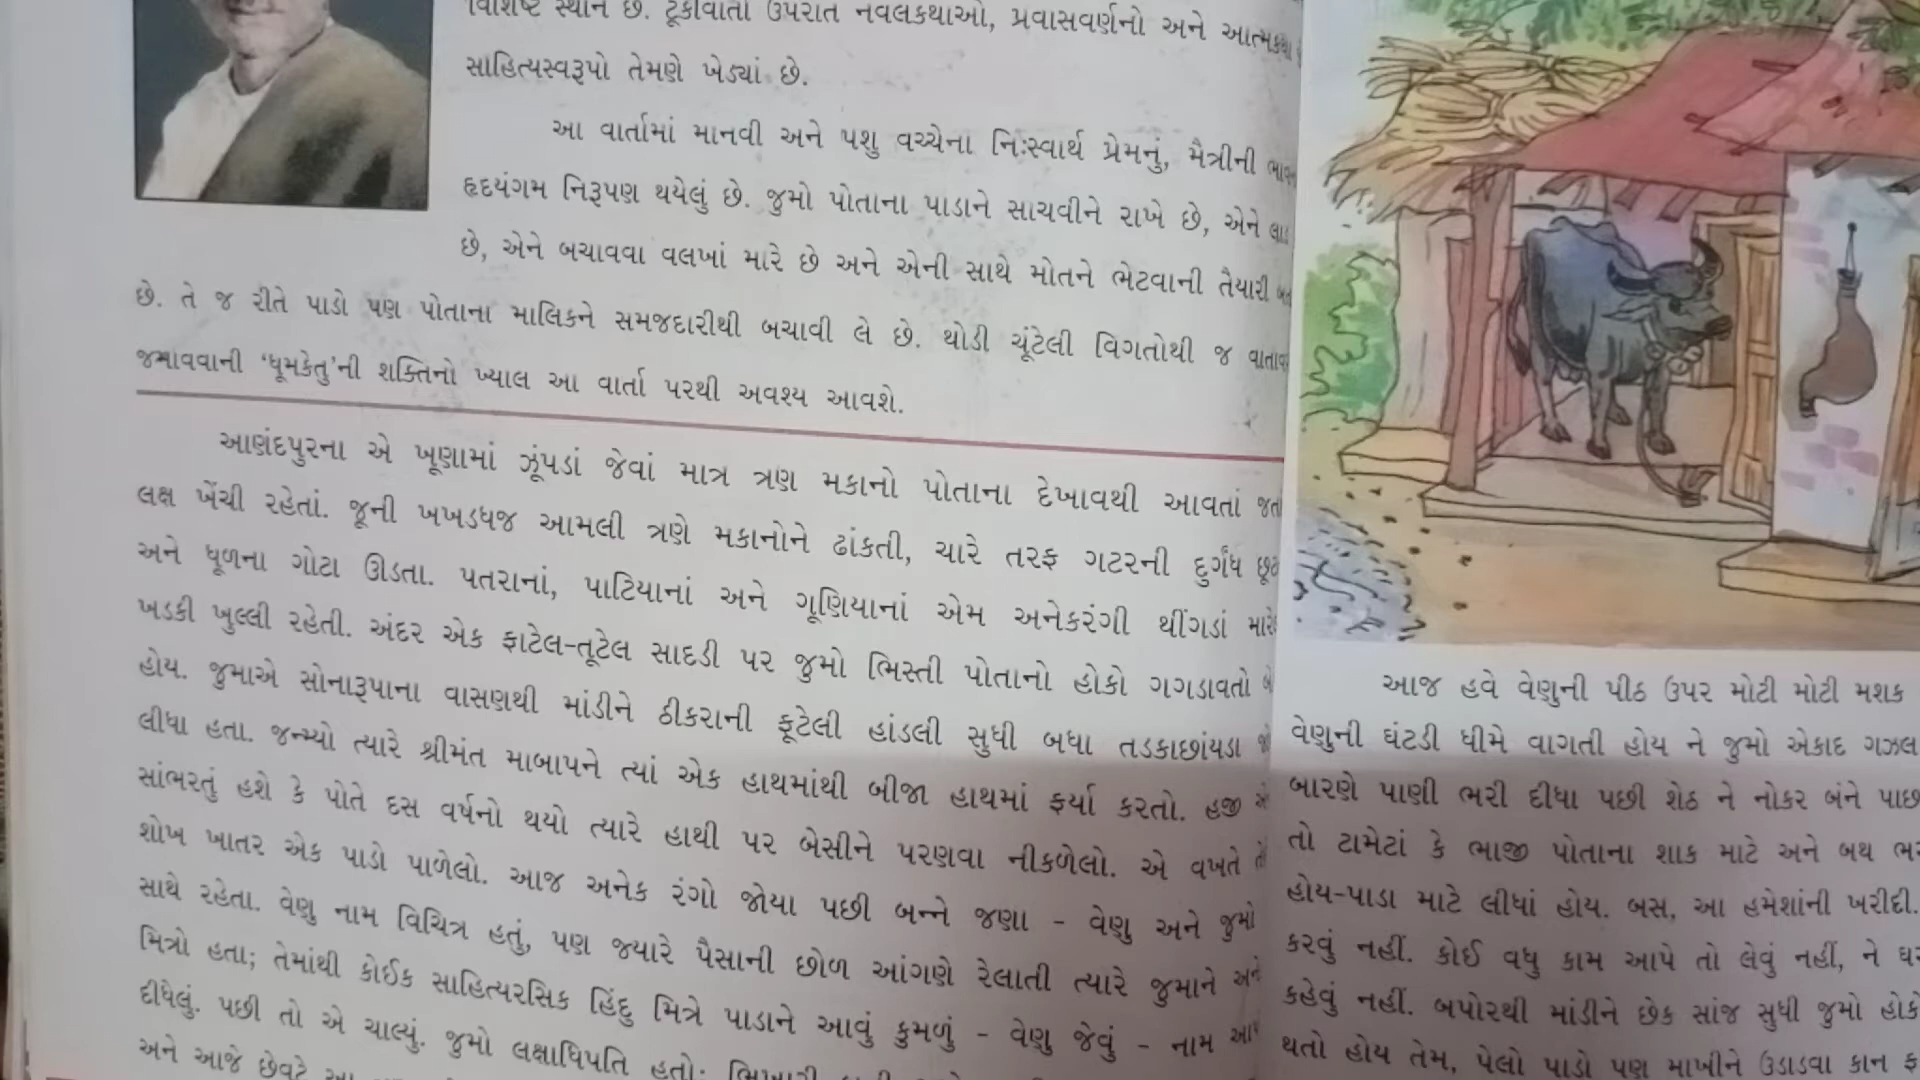 વિશિષ્ટ સ્થાન છે. ટૂંકીવાર્તા ઉપરાંત નવલકથાઓ, પ્રવાસવર્ણનો અને આત્મકથા
સાહિત્યસ્વરૂપો તેમણે ખેડ્યાં છે.
આ વાર્તામાં માનવી અને પશુ વચ્ચેના નિઃસ્વાર્થ પ્રેમનું, મૈત્રીની
હૃદયંગમ નિરૂપણ થયેલું છે. જુમો પોતાના પાડાને સાચવીને રાખે છે, એને
છે, એને બચાવવા વલખાં મારે છે અને એની સાથે મોતને ભેટવાની તૈયારી
છે. તે જ રીતે પાડો પણ પોતાના માલિકને સમજદારીથી બચાવી લે છે. થોડી ચૂંટેલી વિગતોથી જ
જમાવવાની ‘ધૂમકેતુ’ની શક્તિનો ખ્યાલ આ વાર્તા પરથી અવશ્ય આવશે.
આણંદપુરના એ ખૂણામાં ઝૂંપડાં જેવાં માત્ર ત્રણ મકાનો પોતાના દેખાવથી આવતાં
લક્ષ ખેંચી રહેતાં. જૂની ખખડધજ આમલી ત્રણે મકાનોને ઢાંકતી, ચારે તરફ ગટરની દુર્ગંધ
અને ધૂળના ગોટા ઊડતા. પતરાનાં, પાટિયાનાં અને ગૂણિયાનાં એમ અનેકરંગી થીંગડાં
ખડકી ખુલ્લી રહેતી. અંદર એક ફાટેલ-તૂટેલ સાદડી પર જુમો ભિસ્તી પોતાનો હોકો ગગડાવતો
હોય. જુમાએ સોનારૂપાના વાસણથી માંડીને ઠીકરાની ફૂટેલી હાંડલી સુધી બધા તડકાછાંયડા
લીધા હતા. જન્મ્યો ત્યારે શ્રીમંત માબાપને ત્યાં એક હાથમાંથી બીજા હાથમાં ફર્યા કરતો. હજી
સાંભરતું હશે કે પોતે દસ વર્ષનો થયો ત્યારે હાથી પર બેસીને પરણવા નીકળેલો. એ વખતે
શોખ ખાતર એક પાડો પાળેલો. આજ અનેક રંગો જોયા પછી બન્ને જણા - વેણુ અને જુમો
સાથે રહેતા. વેણુ નામ વિચિત્ર હતું, પણ જ્યારે પૈસાની છોળ આંગણે રેલાતી ત્યારે જુમાને
મિત્રો હતા; તેમાંથી કોઈક સાહિત્યરસિક હિંદુ મિત્રે પાડાને આવું કુમળું - વેણુ જેવું - નામ
દીધેલું. પછી તો એ ચાલ્યું. જુમો લક્ષાધિપતિ હતો;
અને આજે છેવટે
આજ હવે વેણુની પીઠ ઉપર મોટી મોટી મશક
વેણુની ઘંટડી ધીમે વાગતી હોય ને જુમો એકાદ ગઝલ
બારણે પાણી ભરી દીધા પછી શેઠ ને નોકર બંને
તો ટામેટાં કે ભાજી પોતાના શાક માટે અને બથ
હોય-પાડા માટે લીધાં હોય. બસ, આ હમેશાંની ખરીદી.
કરવું નહીં. કોઈ વધુ કામ આપે તો લેવું નહીં, ને
કહેવું નહીં. બપોરથી માંડીને છેક સાંજ સુધી જુમો
થતો હોય તેમ, પેલો પાડો પણ માખીને ઉડાડવા કાન